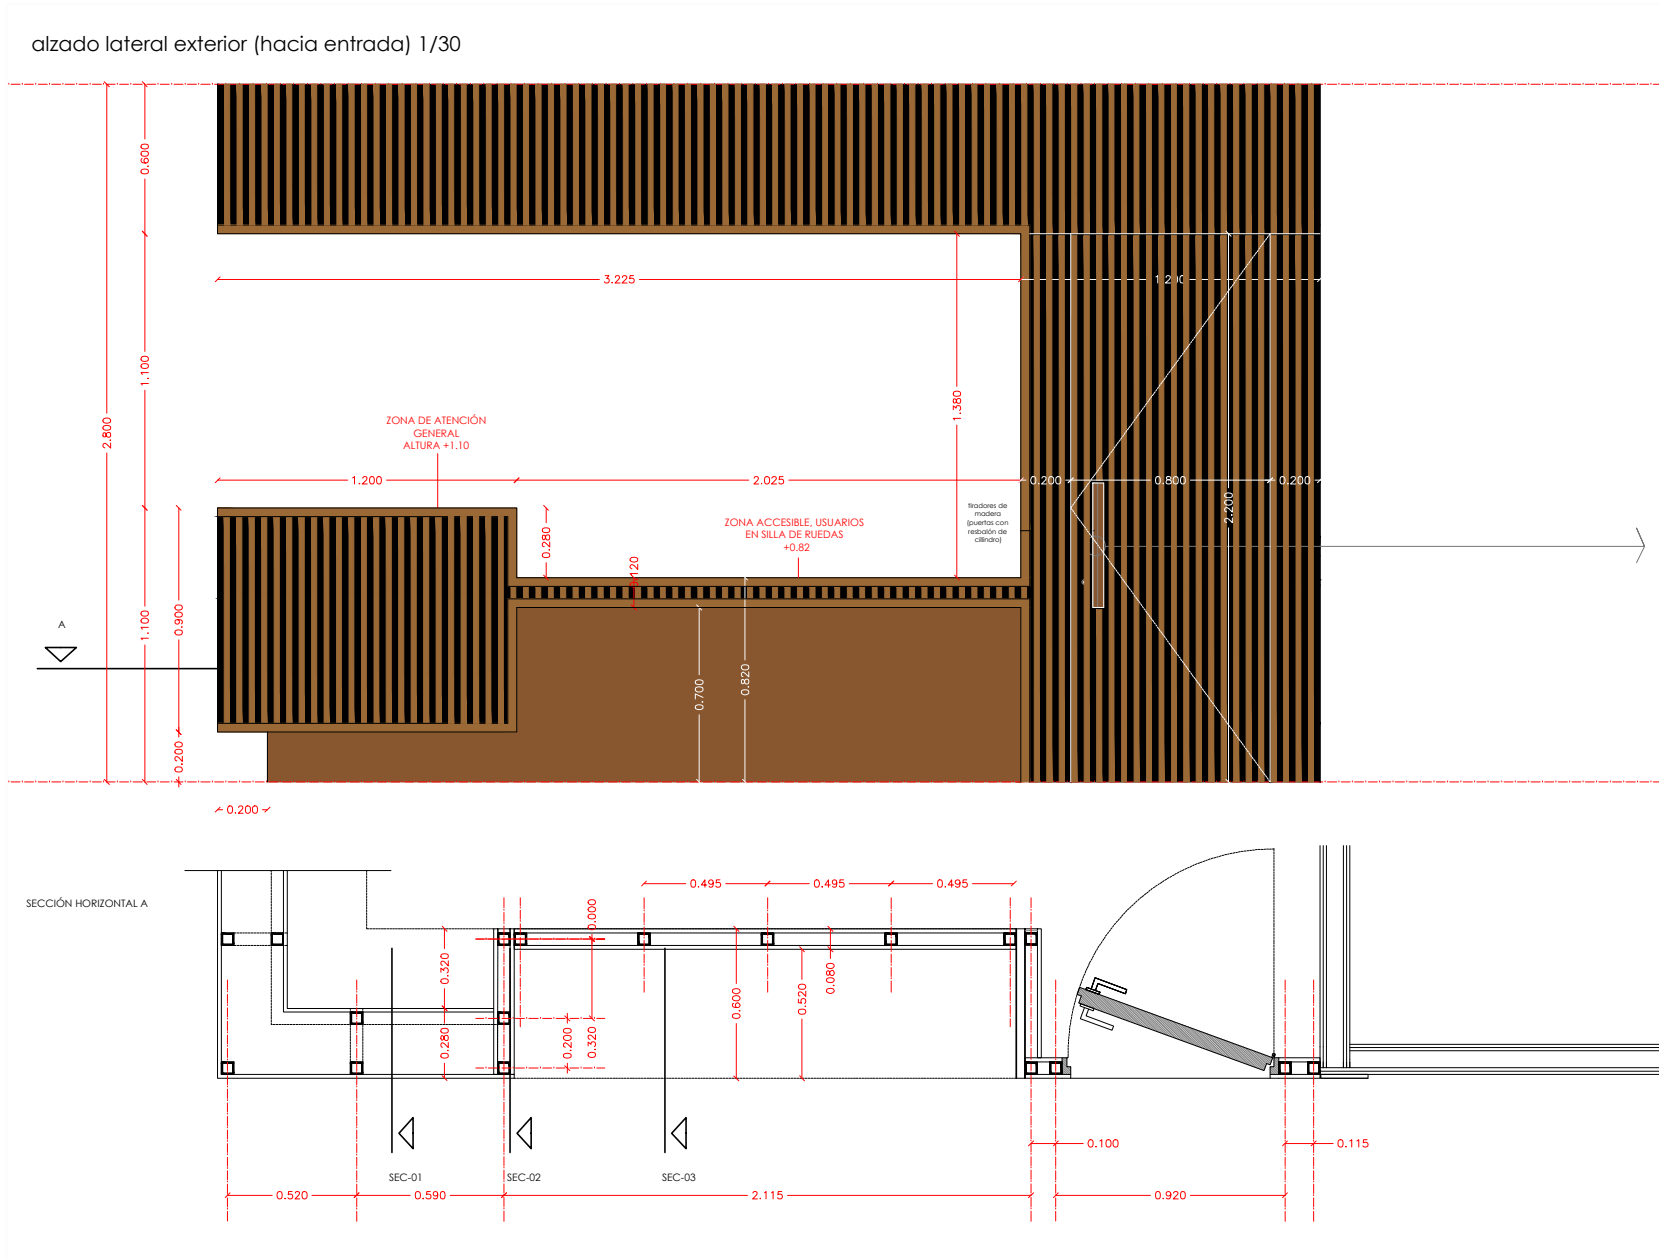 alzado lateral exterior (hacia entrada) 1/30
0.600
3.225
1.200
1.100
1.380
2.800
ZONA DE ATENCIÓN
GENERAL
ALTURA +1.10
1.200
2.025
0.200
0.800
0.200
2.200
tiradores de
madera
(puertas con
resbalón de
cilindro)
ZONA ACCESIBLE, USUARIOS
EN SILLA DE RUEDAS
+0.82
0.280
0.120
A
1.100
0.900
0.700
0.820
0.200
0.200
SECCIÓN HORIZONTAL A
0.495
0.495
0.495
0.000
0.320
0.080
0.600
0.520
0.280
0.200
0.320
0.100
0.115
SEC-01
SEC-02
SEC-03
0.520
0.590
2.115
0.920